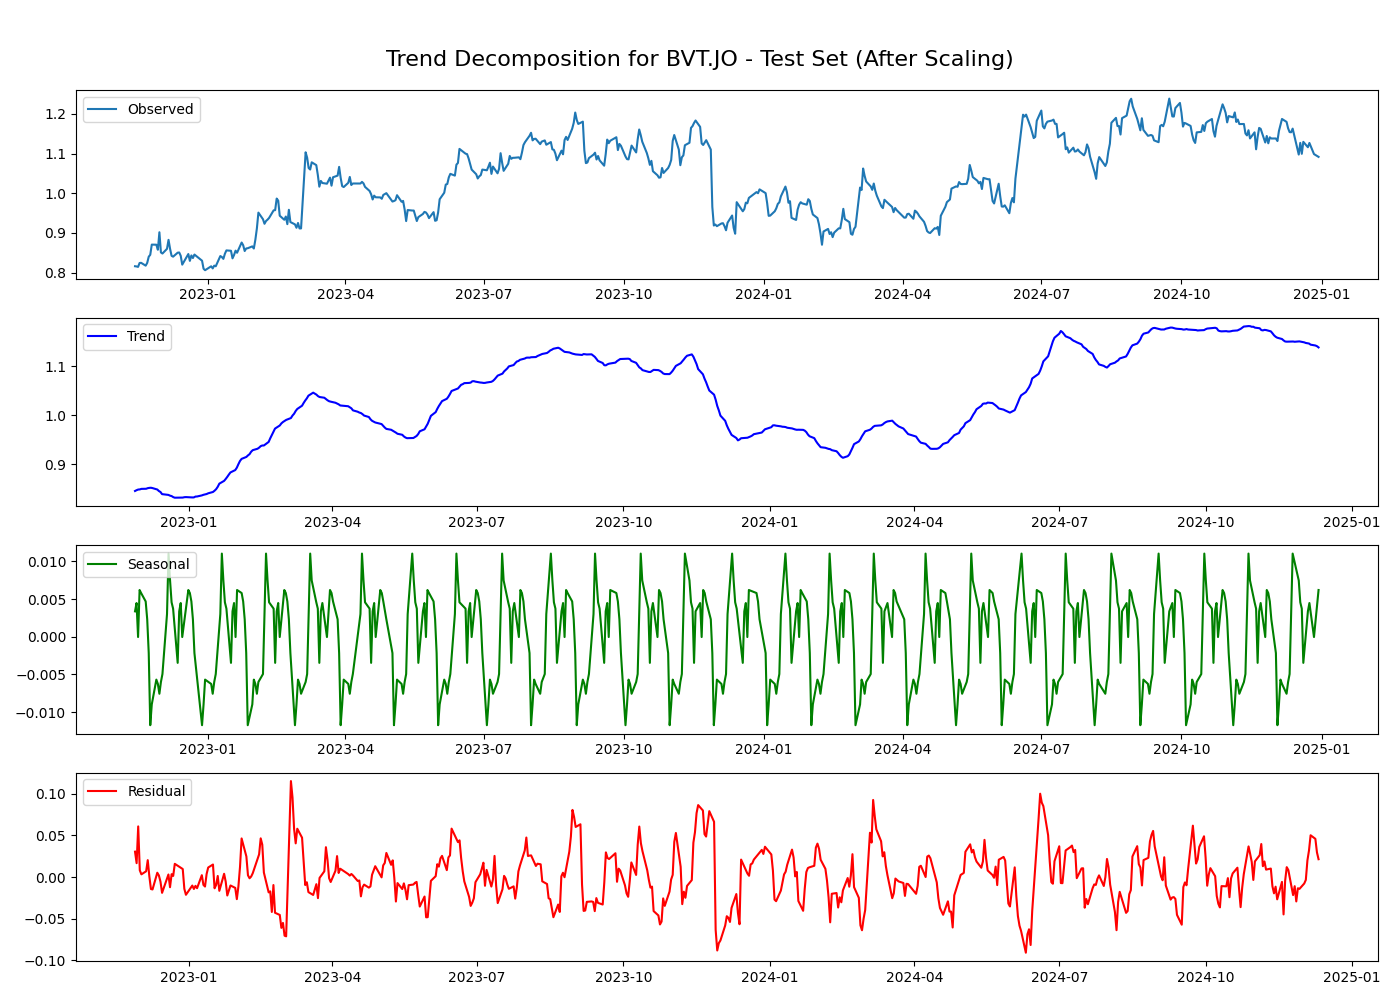 Trend Decomposition for BVT.JO - Test Set (After Scaling)
Observed
1.2
1.1
1.0
0.9
0.8
2023-01 2023-04 2023-07 2023-10 2024-01 2024-04 2024-07 2024-10 2025-01
Trend
1.1
1.0
0.9
2023-01 2023-04 2023-07 2023-10 2024-01 2024-04 2024-07 2024-10 2025-01
Seasonal
0.010
0.005
0.000
−0.005
−0.010
2023-01 2023-04 2023-07 2023-10 2024-01 2024-04 2024-07 2024-10 2025-01
Residual
0.10
0.05
0.00
−0.05
−0.10
2023-01 2023-04 2023-07 2023-10 2024-01 2024-04 2024-07 2024-10 2025-01